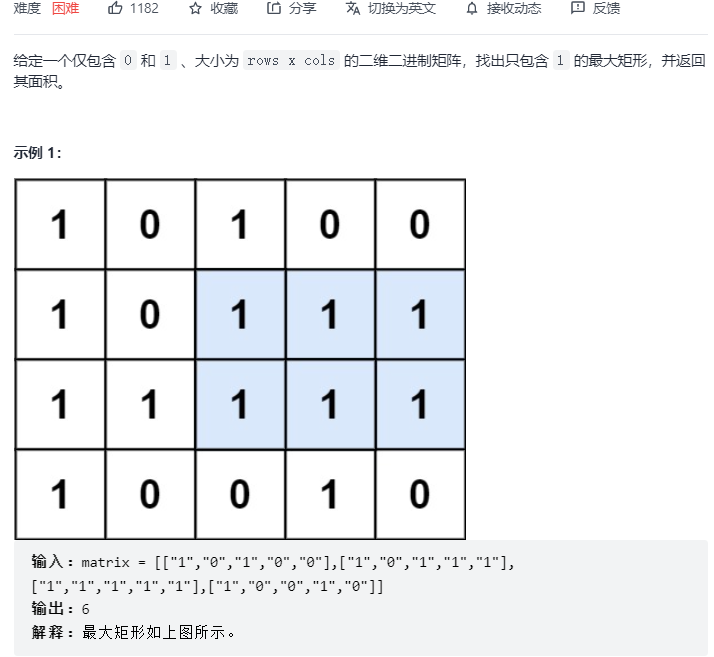 难度 困难 1182 收藏 分享 切换为英文 接收动态 反馈
给定一个仅包含 0 和 1 、大小为 rows x cols 的二维二进制矩阵，找出只包含 1 的最大矩形，并返回
其面积。
示例 1：
1 0 1 0 0
1 0 1 1 1
1 1 1 1 1
1 0 0 1 0
输入：matrix = [["1","0","1","0","0"],["1","0","1","1","1"],
["1","1","1","1","1"],["1","0","0","1","0"]]
输出：6
解释：最大矩形如上图所示。